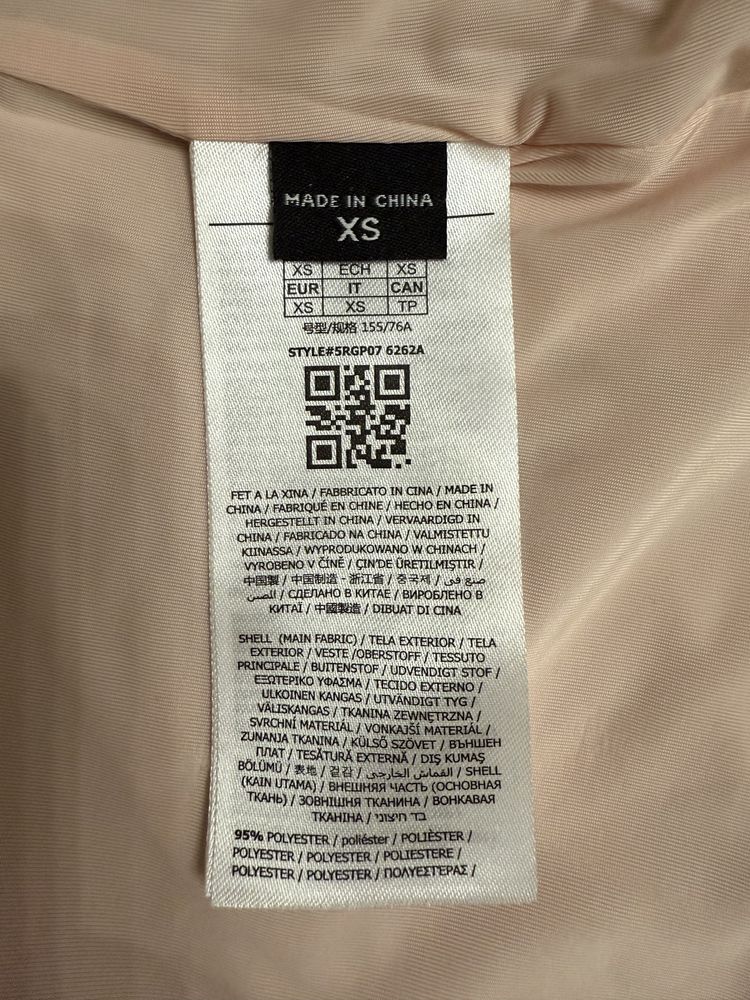 MADE IN CHINA
XS
XS ECH XS
EUR IT CAN
XS XS TP
号型/规格 155/76A
STYLE#5RGP07 6262A
FET A LA XINA / FABBRICATO IN CINA / MADE IN
CHINA / FABRIQUÉ EN CHINE / HECHO EN CHINA /
HERGESTELLT IN CHINA / VERVAARDIGD IN
CHINA / FABRICADO NA CHINA / VALMISTETTU
KIINASSA / WYPRODUKOWANO W CHINACH /
VYROBENO V ČÍNĚ / ÇIN'DE ÜRETILMIŞTIR /
中国製 / 中国制造 - 浙江省 / 중국제 / صنع في
الصين / СДЕЛАНО В КИТАЕ / ВИРОБЛЕНО В
КИТАЇ / 中國製造 / DIBUAT DI CINA
SHELL (MAIN FABRIC) / TELA EXTERIOR / TELA
EXTERIOR / VESTE /OBERSTOFF / TESSUTO
PRINCIPALE / BUITENSTOF / UDVENDIGT STOF /
ΕΞΩΤΕΡΙΚΟ ΥΦΑΣΜΑ / TECIDO EXTERNO /
ULKOINEN KANGAS / UTVÄNDIGT TYG /
VÄLISKANGAS / TKANINA ZEWNĘTRZNA /
SVRCHNÍ MATERIÁL / VONKAJŠÍ MATERIÁL /
ZUNANJA TKANINA / KÜLSŐ SZÖVET / ВЪНШЕН
ПЛАТ / TESĂTURĂ EXTERNĂ / DIŞ KUMAŞ
BÖLÜMÜ / 表地 / 겉감 / القماش الخارجي / SHELL
(KAIN UTAMA) / ВНЕШНЯЯ ЧАСТЬ (ОСНОВНАЯ
ТКАНЬ) / ЗОВНІШНЯ ТКАНИНА / ВОНКАВАЯ
ТКАНІНА / בד חיצוני
95% POLYESTER / poliéster / POLIÈSTER /
POLYESTER / POLYESTER / POLIESTERE /
POLYESTER / POLYESTER / ΠΟΛΥΕΣΤΕΡΑΣ /